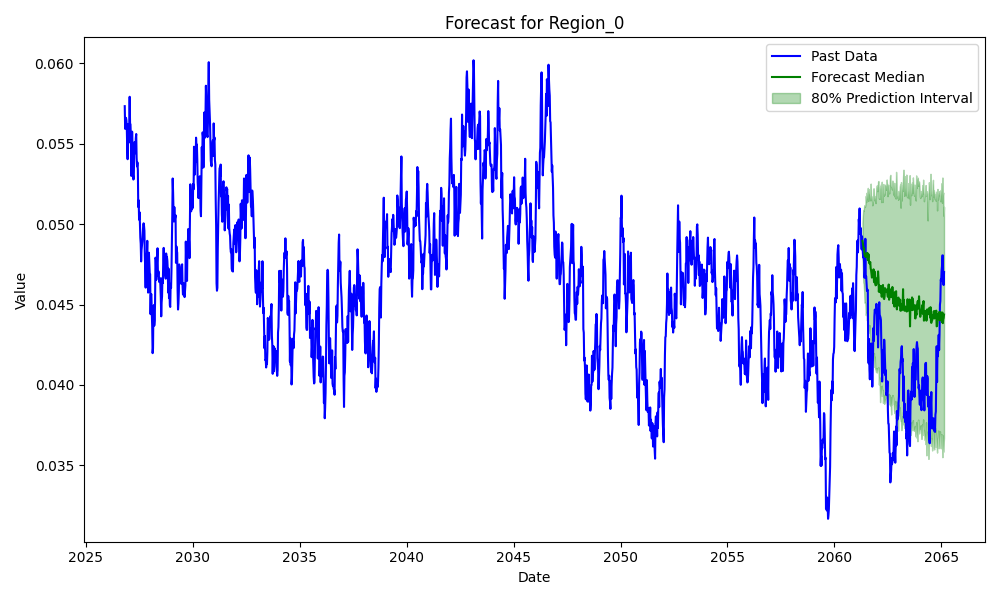 Forecast for Region_0
Past Data
Forecast Median
80% Prediction Interval
Value
0.060
0.055
0.050
0.045
0.040
0.035
2025
2030
2035
2040
2045
2050
2055
2060
2065
Date